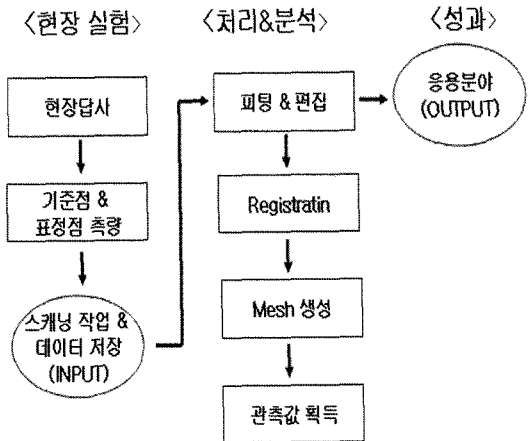 〈현장 실험〉
〈처리&분석〉
〈성과〉
현장답사
기준점 &
표정점 측량
스캐닝 작업 &
데이터 저장
(INPUT)
피팅 & 편집
Registratin
Mesh 생성
관측값 획득
응용분야
(OUTPUT)